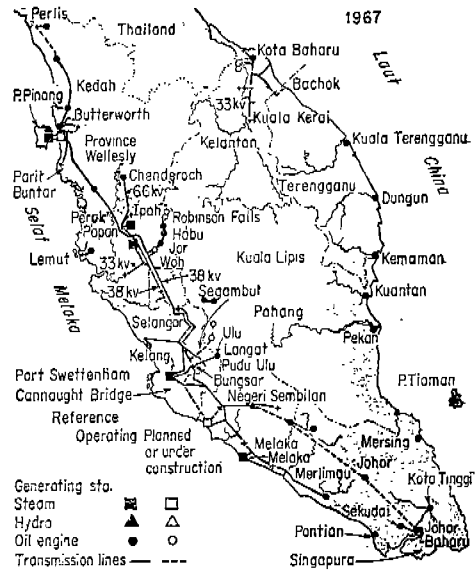 Perlis
Thailand
1967
Kota Baharu
Laut
Kedah
Bachok
P.Pinang
Butterworth
33kv
Kuala Kerai
Province
Wellesly
Kelantan
Kuala Terengganu
China
Chenderoch
66kv
Terengganu
Parit
Buntar
Dungun
Selat
Perak
Ipoh
Robinson Falls
Papan
Habu
Jor
Lemut
33kv
Woh
Kuala Lipis
Kemaman
38kv
Kuantan
Melaka
38kv
Segambut
Selangor
Pahang
Ulu
Pekan
Kelang
Langat
Port Swettenham
Pudu Ulu
P.Tioman
Cannaught Bridge
Bungsar
Negeri Sembilan
Reference
Operating Planned
or under
construction
Melaka
Melaka
Mersing
Merlimau
Johor
Kota Tinggi
Generating sta.
Steam
Hydro
Oil engine
Transmission lines
Sekudai
Pontian
Johar
Baharu
Singapura